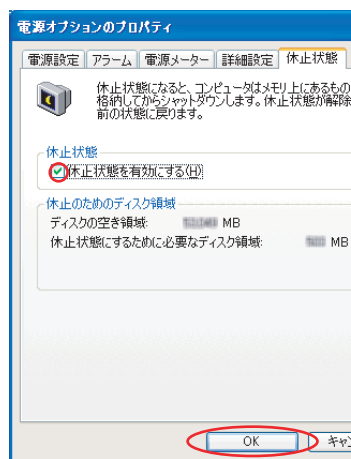 電源オプションのプロパティ
電源設定 アラーム 電源メーター 詳細設定 休止状態
休止状態になると、コンピュータはメモリ上にあるもの
格納してからシャットダウンします。休止状態が解除
前の状態に戻ります。
休止状態
休止状態を有効にする(H)
休止のためのディスク領域
ディスクの空き領域: MB
休止状態にするために必要なディスク領域: MB
OK キャン